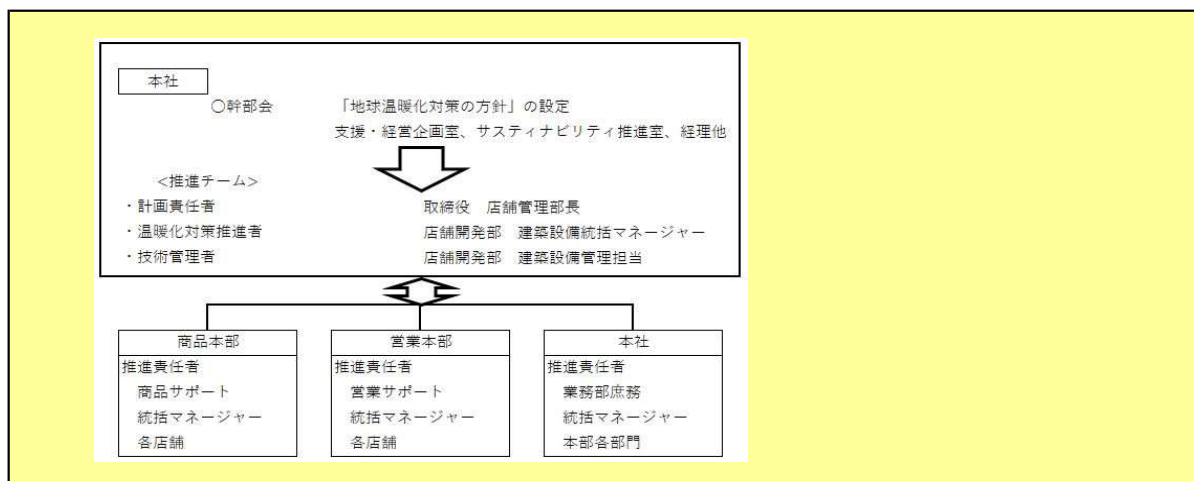 本社
○幹部会 「地球温暖化対策の方針」の設定
支援・経営企画室、サスティナビリティ推進室、経理他
<推進チーム>
・計画責任者 取締役 店舗管理部長
・温暖化対策推進者 店舗開発部 建築設備統括マネージャー
・技術管理者 店舗開発部 建築設備管理担当
商品本部
推進責任者
商品サポート
統括マネージャー
各店舗
営業本部
推進責任者
営業サポート
統括マネージャー
各店舗
本社
推進責任者
業務部庶務
統括マネージャー
本部各部門